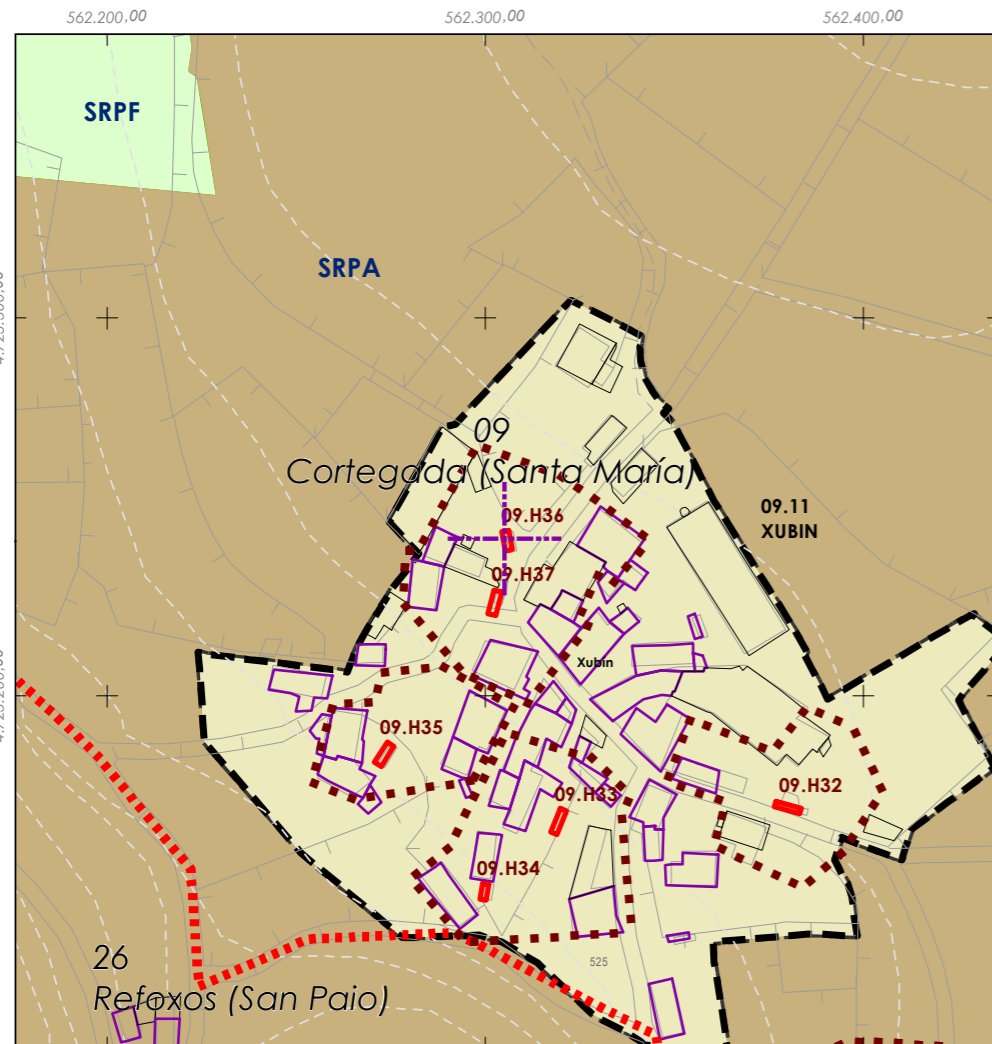 562.200,00
562.300,00
562.400,00
SRPF
SRPA
09
Cortegada (Santa María)
09.11
XUBIN
09.H36
09.H37
Xubin
09.H35
09.H32
09.H33
09.H34
525
26
Refoxos (San Paio)